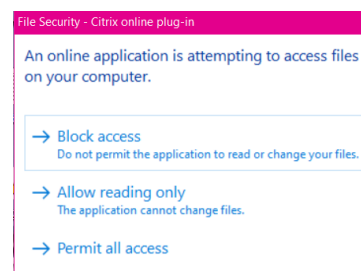 File Security - Citrix online plug-in
An online application is attempting to access files
on your computer.
→ Block access
Do not permit the application to read or change your files.
→ Allow reading only
The application cannot change files.
→ Permit all access